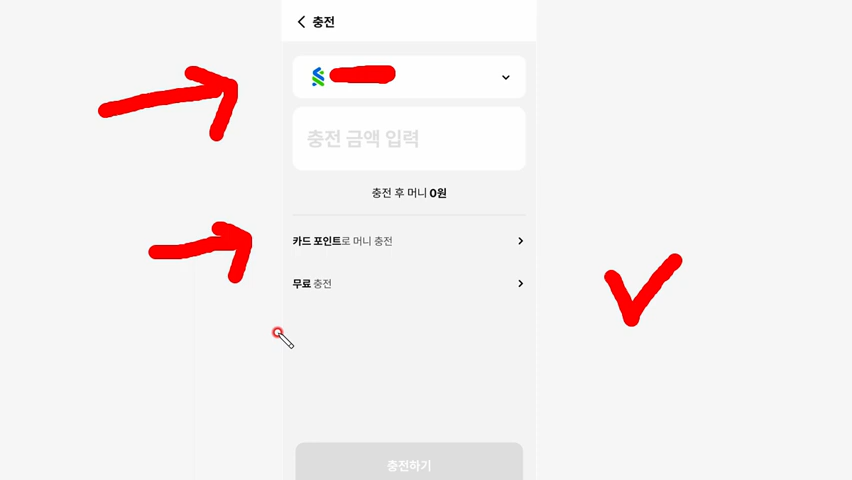 충전
충전 금액 입력
충전 후 머니 0원
카드 포인트로 머니 충전
무료 충전
충전하기